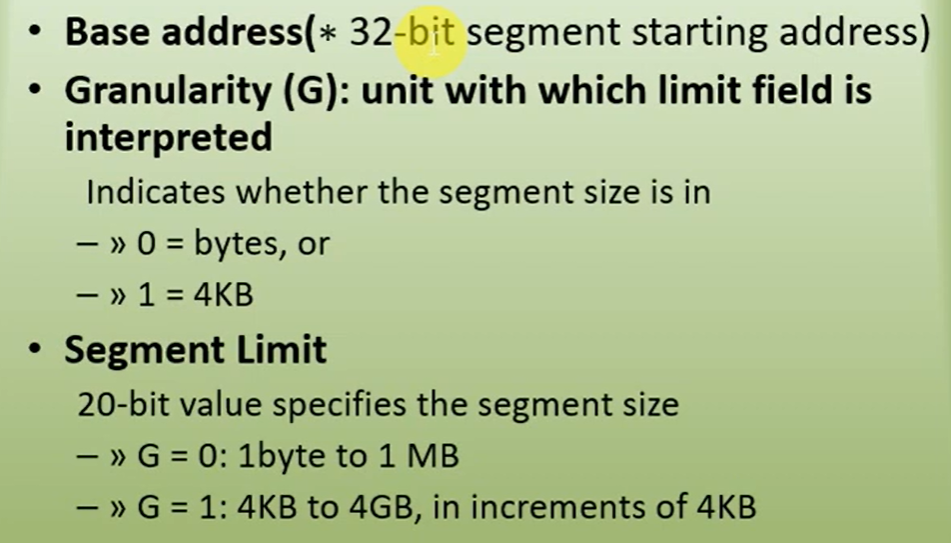 • Base address(* 32-bit segment starting address)
• Granularity (G): unit with which limit field is
interpreted
Indicates whether the segment size is in
– » 0 = bytes, or
– » 1 = 4KB
• Segment Limit
20-bit value specifies the segment size
– » G = 0: 1byte to 1 MB
– » G = 1: 4KB to 4GB, in increments of 4KB